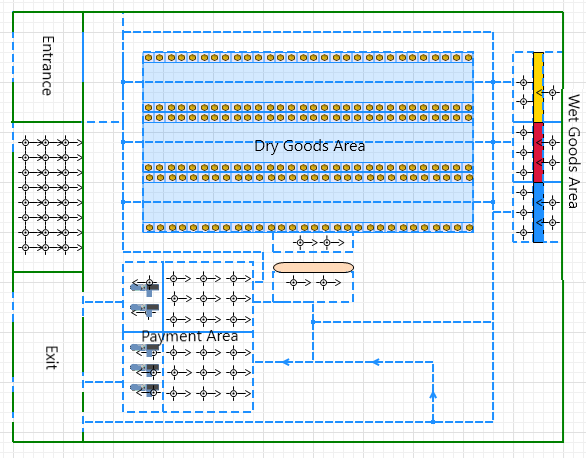 Entrance
Dry Goods Area
Wet Goods Area
Payment Area
Exit